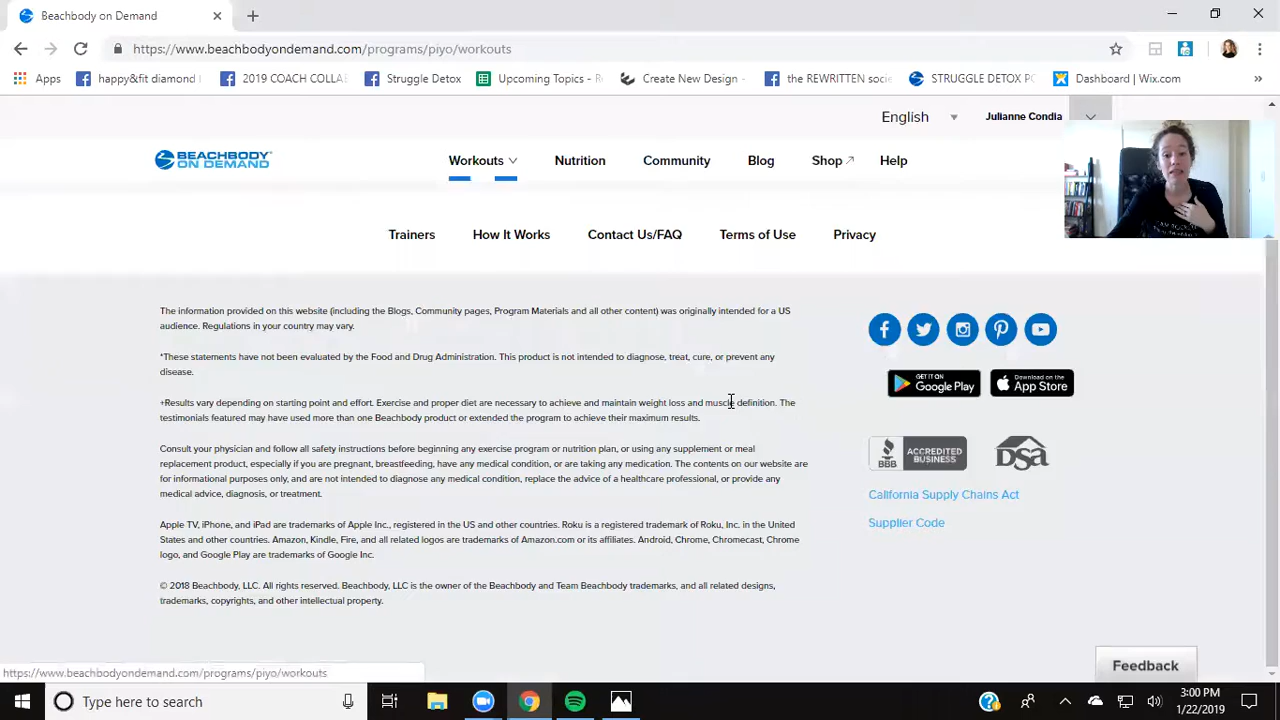 Beachbody on Demand
https://www.beachbodyondemand.com/programs/piyo/workouts
Apps
happy&fit diamond
2019 COACH COLLA
Struggle Detox
Upcoming Topics - R
Create New Design -
the REWRITTEN socie
STRUGGLE DETOX PO
Dashboard | Wix.com
»
English
Julianne Condia
BEACHBODY
ON DEMAND
Workouts
Nutrition
Community
Blog
Shop
Help
Trainers
How It Works
Contact Us/FAQ
Terms of Use
Privacy
The information provided on this website (including the Blogs, Community pages, Program Materials and all other content) was originally intended for a US
audience. Regulations in your country may vary.
*These statements have not been evaluated by the Food and Drug Administration. This product is not intended to diagnose, treat, cure, or prevent any
disease.
+Results vary depending on starting point and effort. Exercise and proper diet are necessary to achieve and maintain weight loss and muscle definition. The
testimonials featured may have used more than one Beachbody product or extended the program to achieve their maximum results.
Consult your physician and follow all safety instructions before beginning any exercise program or nutrition plan, or using any supplement or meal
replacement product, especially if you are pregnant, breastfeeding, have any medical condition, or are taking any medication. The contents on our website are
for informational purposes only, and are not intended to diagnose any medical condition, replace the advice of a healthcare professional, or provide any
medical advice, diagnosis, or treatment.
Apple TV, iPhone, and iPad are trademarks of Apple Inc., registered in the US and other countries. Roku is a registered trademark of Roku, Inc. in the United
States and other countries. Amazon, Kindle, Fire, and all related logos are trademarks of Amazon.com or its affiliates. Android, Chrome, Chromecast, Chrome
logo, and Google Play are trademarks of Google Inc.
© 2018 Beachbody, LLC. All rights reserved. Beachbody, LLC is the owner of the Beachbody and Team Beachbody trademarks, and all related designs,
trademarks, copyrights, and other intellectual property.
GET IT ON
Google Play
Download on the
App Store
BBB
ACCREDITED
BUSINESS
DSA
California Supply Chains Act
Supplier Code
Feedback
https://www.beachbodyondemand.com/programs/piyo/workouts
Type here to search
3:00 PM
1/22/2019